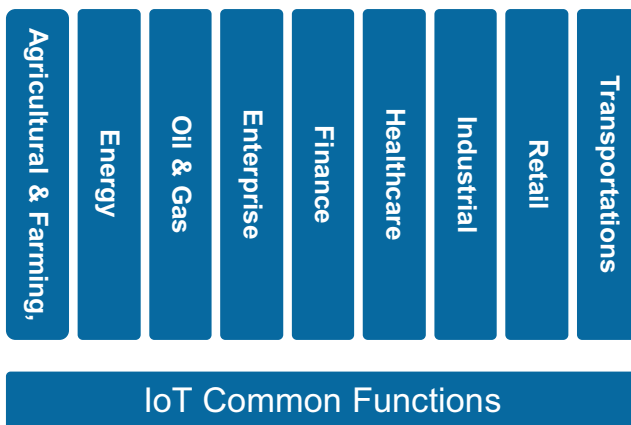 Agricultural & Farming,
Energy
Oil & Gas
Enterprise
Finance
Healthcare
Industrial
Retail
Transportations
IoT Common Functions